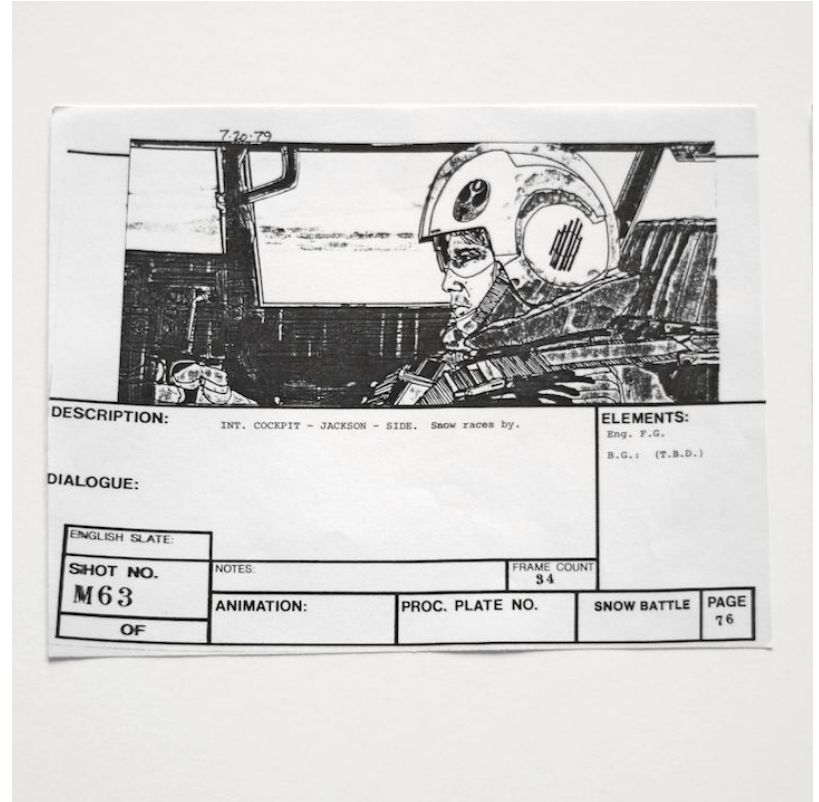 7-20-79
DESCRIPTION:
INT. COCKPIT - JACKSON - SIDE. Snow races by.
ELEMENTS:
Eng. F.G.
B.G.: (T.B.D.)
DIALOGUE:
ENGLISH SLATE:
SHOT NO.
M63
OF
NOTES:
FRAME COUNT
34
ANIMATION:
PROC. PLATE NO.
SNOW BATTLE
PAGE
76